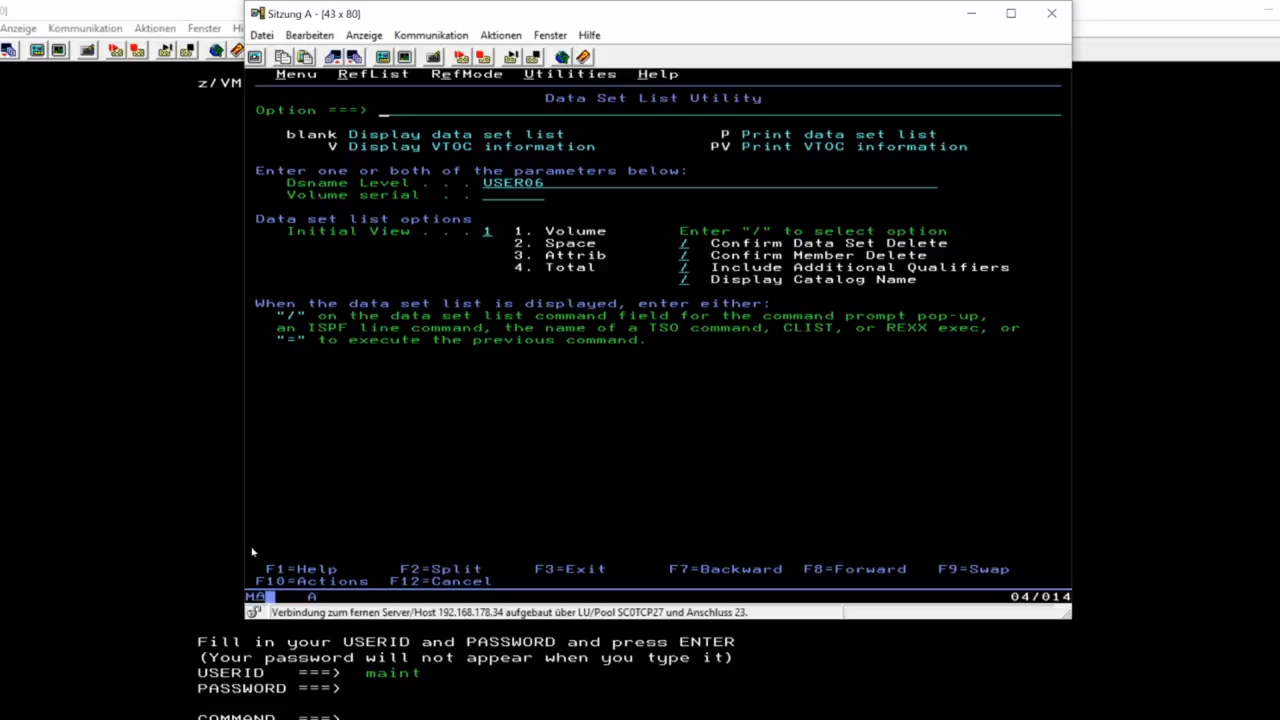 0]
Anzeige Kommunikation Aktionen Fenster Hi
z/VM
Sitzung A - [43 x 80]
Datei Bearbeiten Anzeige Kommunikation Aktionen Fenster Hilfe
Menu RefList RefMode Utilities Help
Data Set List Utility
Option ===>
blank Display data set list P Print data set list
V Display VTOC information PV Print VTOC information
Enter one or both of the parameters below:
Dsname Level . . . USER06
Volume serial . .
Data set list options
Initial View . . . 1 1. Volume Enter "/" to select option
2. Space / Confirm Data Set Delete
3. Attrib / Confirm Member Delete
4. Total / Include Additional Qualifiers
/ Display Catalog Name
When the data set list is displayed, enter either:
"/" on the data set list command field for the command prompt pop-up,
an ISPF line command, the name of a TSO command, CLIST, or REXX exec, or
"=" to execute the previous command.
F1=Help F2=Split F3=Exit F7=Backward F8=Forward F9=Swap
F10=Actions F12=Cancel
MA A 04/014
Verbindung zum fernen Server/Host 192.168.178.34 aufgebaut über LU/Pool SC0TCP27 und Anschluss 23.
Fill in your USERID and PASSWORD and press ENTER
(Your password will not appear when you type it)
USERID ===> maint
PASSWORD ===>
COMMAND ===>